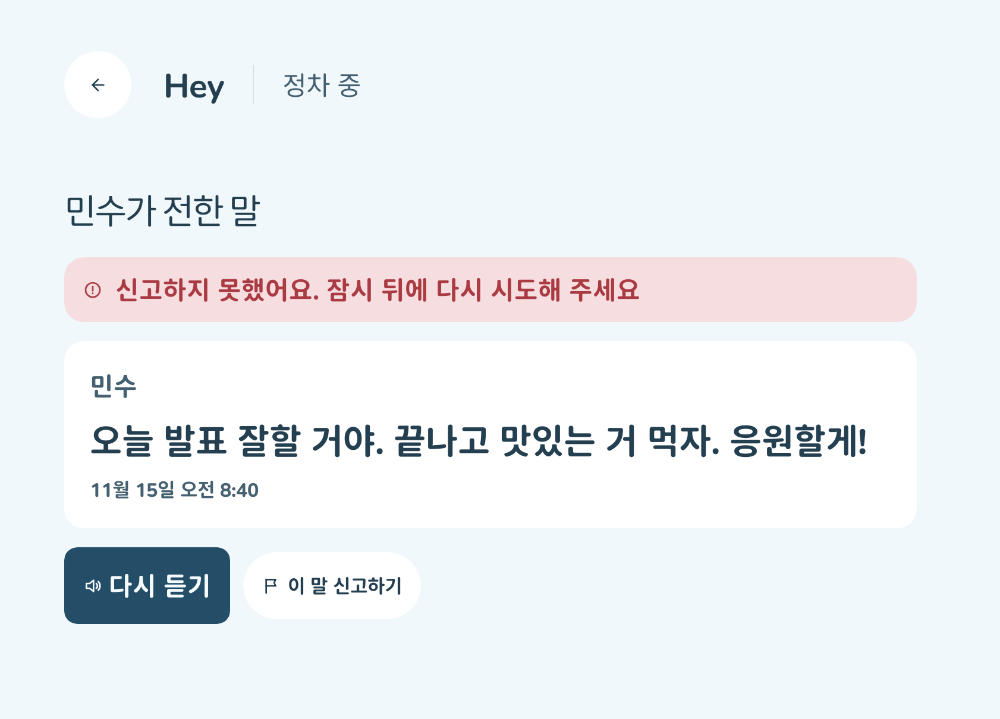 Hey 정차 중
민수가 전한 말
신고하지 못했어요. 잠시 뒤에 다시 시도해 주세요
민수
오늘 발표 잘할 거야. 끝나고 맛있는 거 먹자. 응원할게!
11월 15일 오전 8:40
다시 듣기 이 말 신고하기